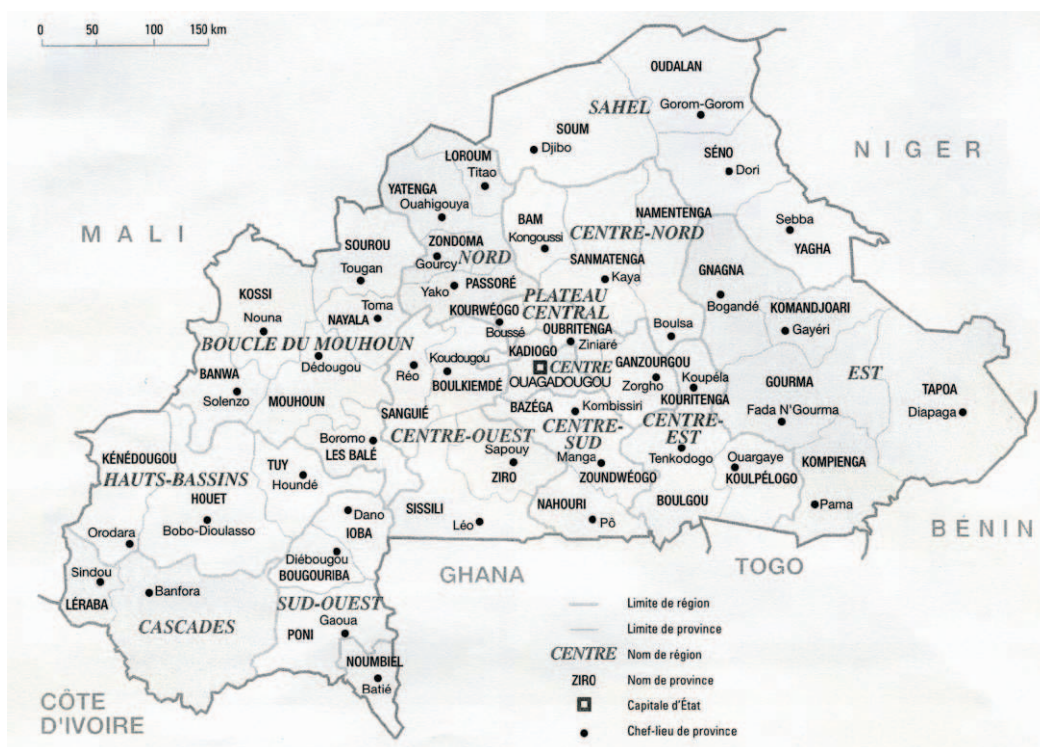 0 50 100 150 km
OUDALAN
SAHEL
Gorom-Gorom
SOUM
Djibo
NIGER
LOROUM
Titao
SÉNO
Dori
YATENGA
Ouahigouya
BAM
NAMENTENGA
Sebba
MALI
ZONDOMA
CENTRE-NORD
YAGHA
SOUROU
NORD
Kongoussi
Gourcy
SANMATENGA
GNAGNA
Tougan
PASSORÉ
Kaya
KOSSI
Yako
PLATEAU
CENTRAL
Bogandé
KOMANDJOARI
Toma
KOURWÉOGO
Nouna
NAYALA
Boussé
OUBRITENGA
Boulsa
Gayéri
BOUCLE DU MOUHOUN
Ziniaré
Dédougou
Koudougou
KADIOGO
GANZOURGOU
BANWA
Réo
CENTRE
Koupéla
GOURMA
EST
BOULKIEMDÉ
OUAGADOUGOU
Zorgho
TAPOA
Solenzo
MOUHOUN
KOURITENGA
SANGUIÉ
BAZÉGA
Kombissiri
Fada N'Gourma
Diapaga
Boromo
CENTRE-OUEST
CENTRE-
SUD
CENTRE-
EST
LES BALÉ
Sapouy
Manga
Tenkodogo
Ouargaye
KÉNÉDOUGOU
TUY
KOMPIENGA
HAUTS-BASSINS
Houndé
ZIRO
ZOUNDWÉOGO
KOULPÉLOGO
HOUET
BOULGOU
SISSILI
NAHOURI
Pama
Dano
Bobo-Dioulasso
Léo
Pô
BÉNIN
Orodara
IOBA
Diébougou
TOGO
Sindou
BOUGOURIBA
GHANA
Banfora
LÉRABA
SUD-OUEST
Limite de région
CASCADES
Gaoua
Limite de province
PONI
CENTRE Nom de région
NOUMBIEL
ZIRO Nom de province
Batié
CÔTE
D'IVOIRE
Capitale d'État
Chef-lieu de province